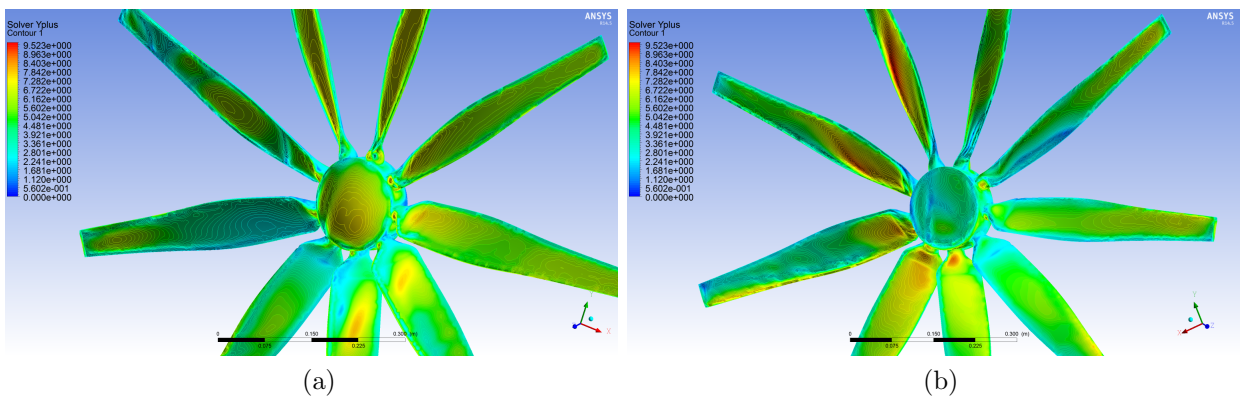 Solver Yplus
Contour 1
9.523e+000
8.963e+000
8.403e+000
7.842e+000
7.282e+000
6.722e+000
6.162e+000
5.602e+000
5.042e+000
4.481e+000
3.921e+000
3.361e+000
2.801e+000
2.241e+000
1.681e+000
1.120e+000
5.602e-001
0.000e+000
ANSYS
R14.5
0 0.150 0.300 (m)
0.075 0.225
Y
X
(a)
Solver Yplus
Contour 1
9.523e+000
8.963e+000
8.403e+000
7.842e+000
7.282e+000
6.722e+000
6.162e+000
5.602e+000
5.042e+000
4.481e+000
3.921e+000
3.361e+000
2.801e+000
2.241e+000
1.681e+000
1.120e+000
5.602e-001
0.000e+000
ANSYS
R14.5
0 0.150 0.300 (m)
0.075 0.225
Y
X Z
(b)